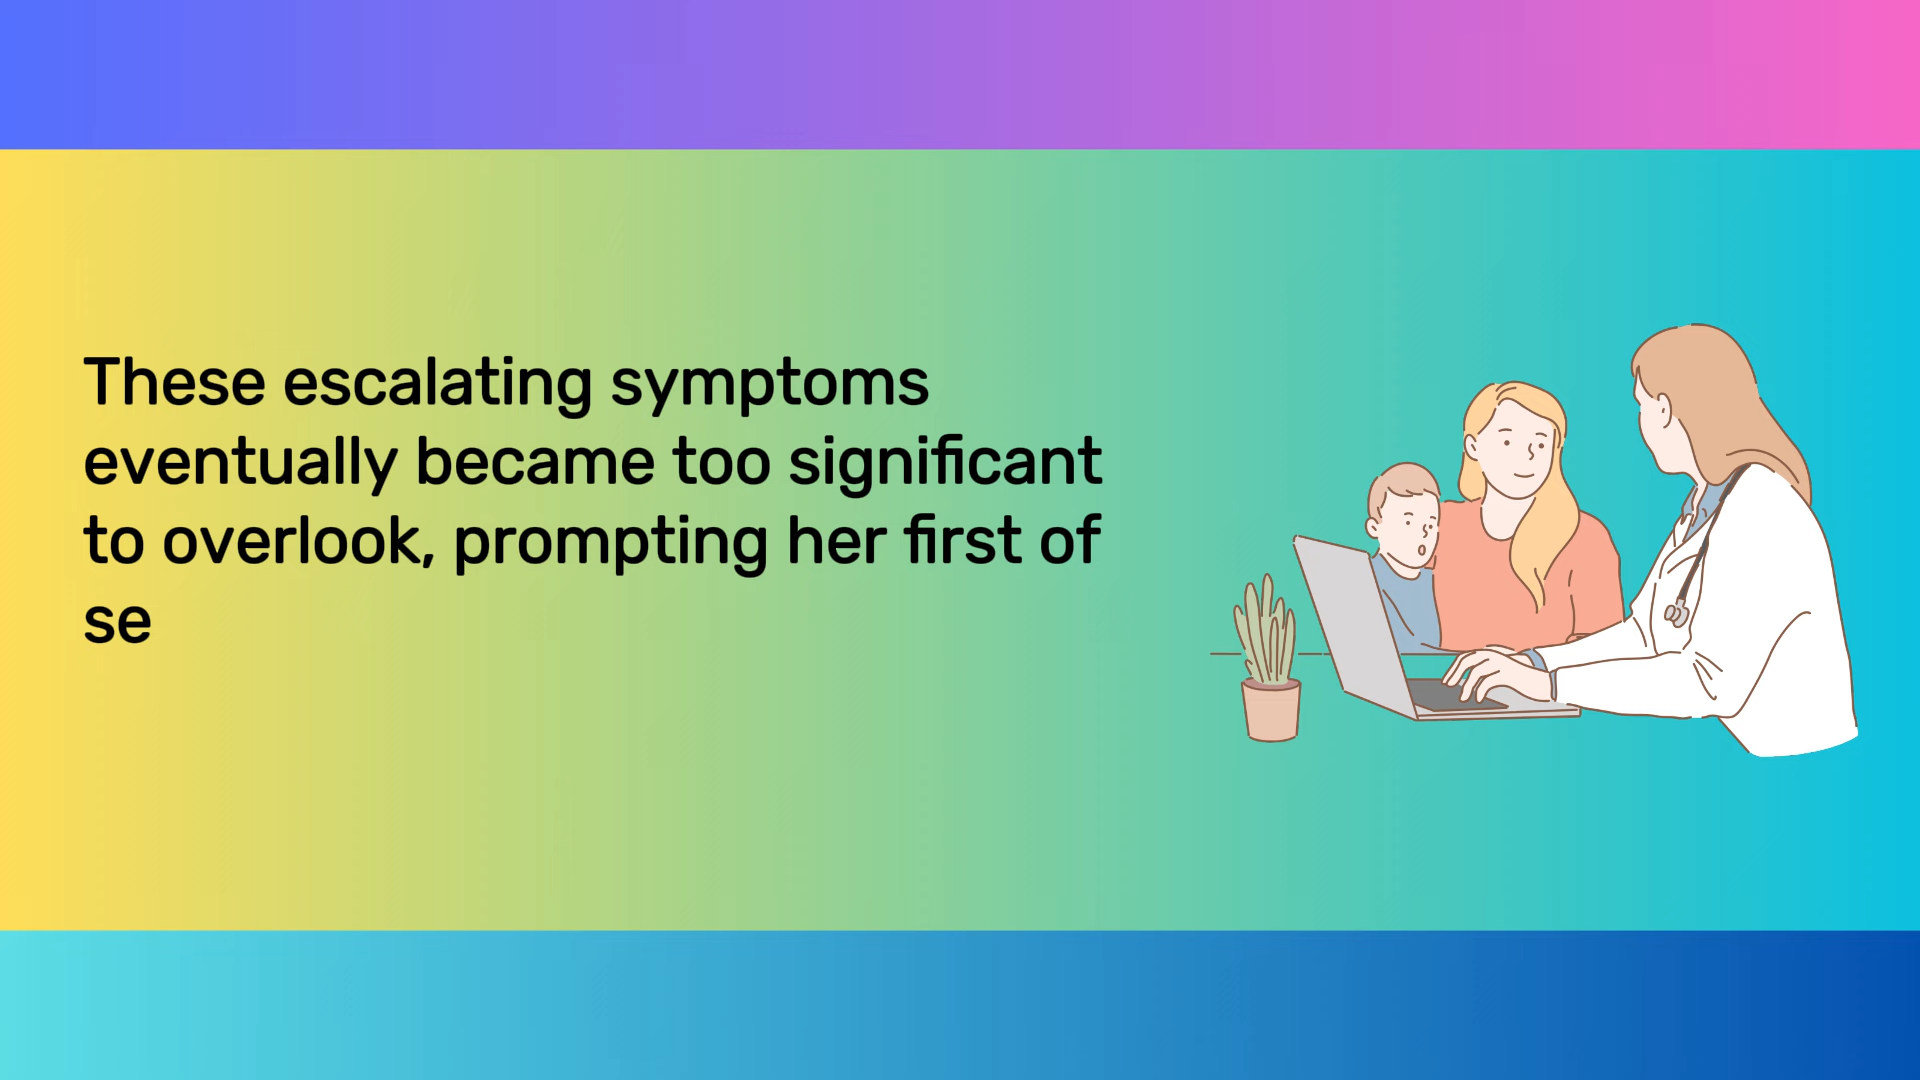 These escalating symptoms
eventually became too significant
to overlook, prompting her first of
se